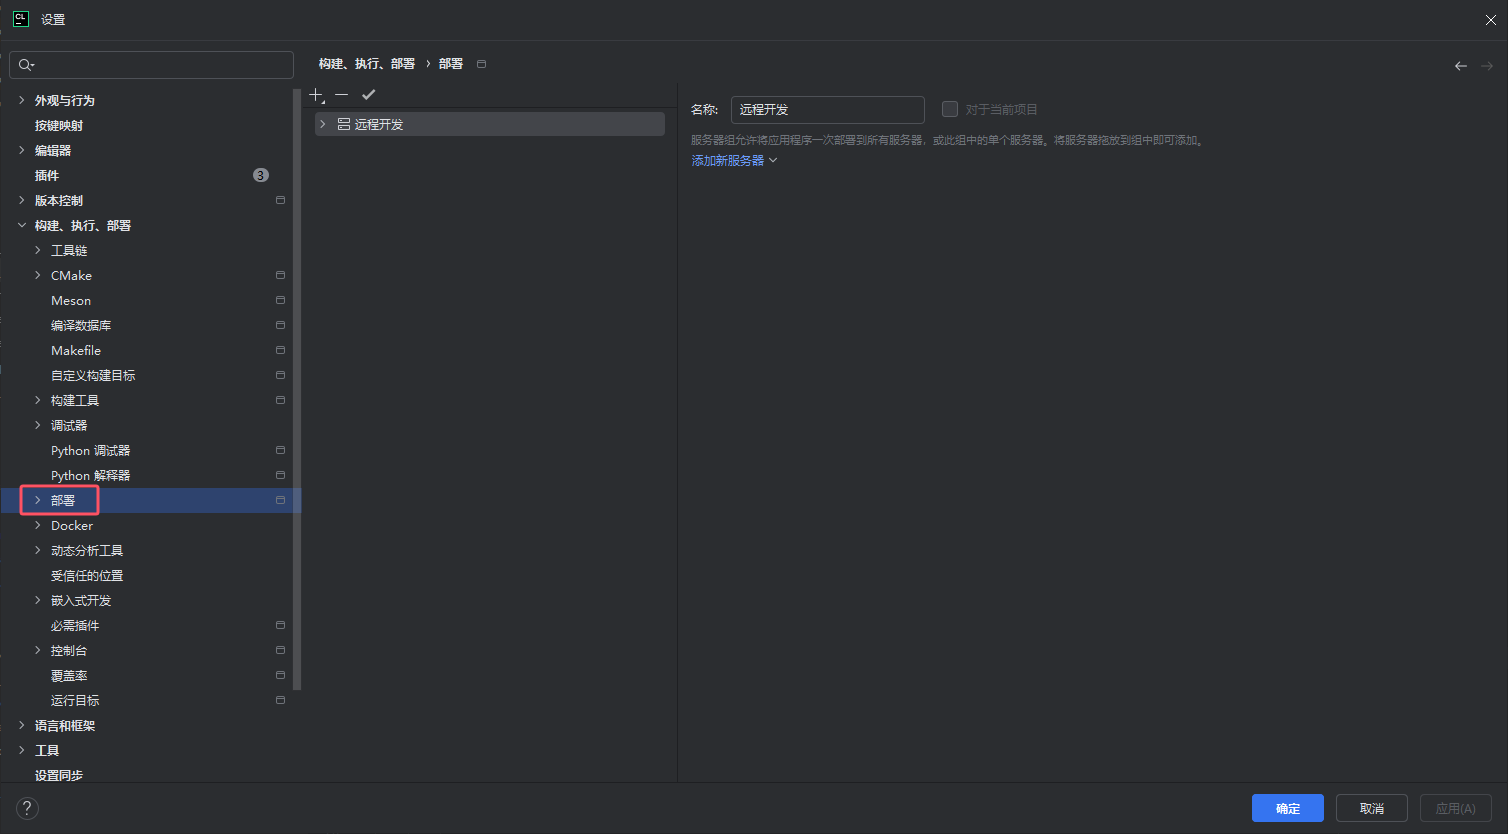 CL 设置
构建、执行、部署 › 部署
外观与行为
按键映射
编辑器
插件 3
版本控制
构建、执行、部署
工具链
CMake
Meson
编译数据库
Makefile
自定义构建目标
构建工具
调试器
Python 调试器
Python 解释器
部署
Docker
动态分析工具
受信任的位置
嵌入式开发
必需插件
控制台
覆盖率
运行目标
语言和框架
工具
设置同步
远程开发
名称: 远程开发 对于当前项目
服务器组允许将应用程序一次部署到所有服务器，或此组中的单个服务器。将服务器拖放到组中即可添加。
添加新服务器
?
确定 取消 应用(A)